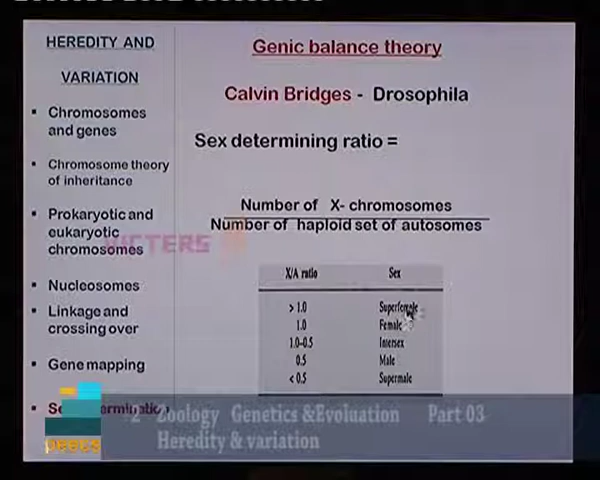 HEREDITY AND
VARIATION
Chromosomes
and genes
Chromosome theory
of inheritance
Prokaryotic and
eukaryotic
chromosomes
Nucleosomes
Linkage and
crossing over
Gene mapping
Genic balance theory
Calvin Bridges - Drosophila
Sex determining ratio =
Number of X- chromosomes
Number of haploid set of autosomes
VICTERS
X/A ratio Sex
> 1.0 Superfemale
1.0 Female
1.0-0.5 Intersex
0.5 Male
< 0.5 Supermale
+2 Zoology Genetics &Evaluation Part 03
Heredity & variation